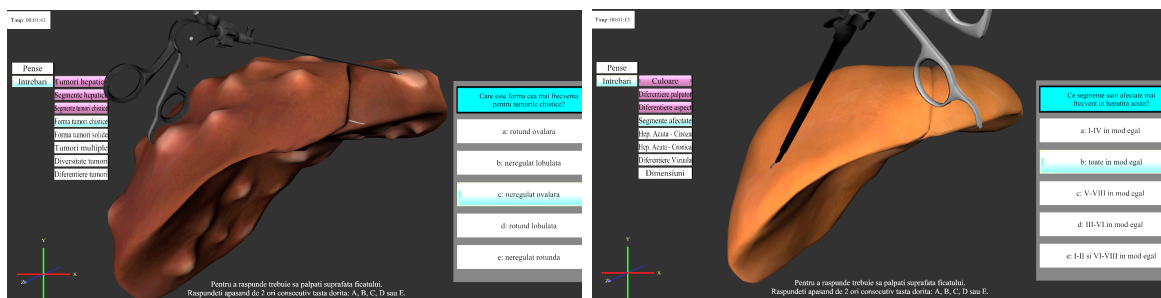 Timp: 00:01:43
Pense
Intrebari
Tumori hepatice
Segmente hepatice
Segmente tumori chistice
Forma tumori chistice
Forma tumori solide
Tumori multiple
Diversitate tumori
Diferentiere tumori
Care este forma cea mai frecventa
pentru tumorile chistice?
a: rotund ovalara
b: neregulat lobulata
c: neregulat ovalara
d: rotund lobulata
e: neregulat rotunda
Y
X
Z
Pentru a raspunde trebuie sa palpati suprafata ficatului.
Raspundeti apasand de 2 ori consecutiv tasta dorita: A, B, C, D sau E.
Timp: 00:01:15
Pense
Intrebari
Culoare
Diferentiere palpator
Diferentiere aspect
Segmente afectate
Hep. Acuta - Ciroza
Hep. Acuta - Cronica
Diferentiere Vizuala
Dimensiuni
Ce segmente sunt afectate mai
frecvent in hepatita acuta?
a: I-IV in mod egal
b: toate in mod egal
c: V-VIII in mod egal
d: III-VI in mod egal
e: I-II si VI-VIII in mod egal
Y
X
Z
Pentru a raspunde trebuie sa palpati suprafata ficatului.
Raspundeti apasand de 2 ori consecutiv tasta dorita: A, B, C, D sau E.